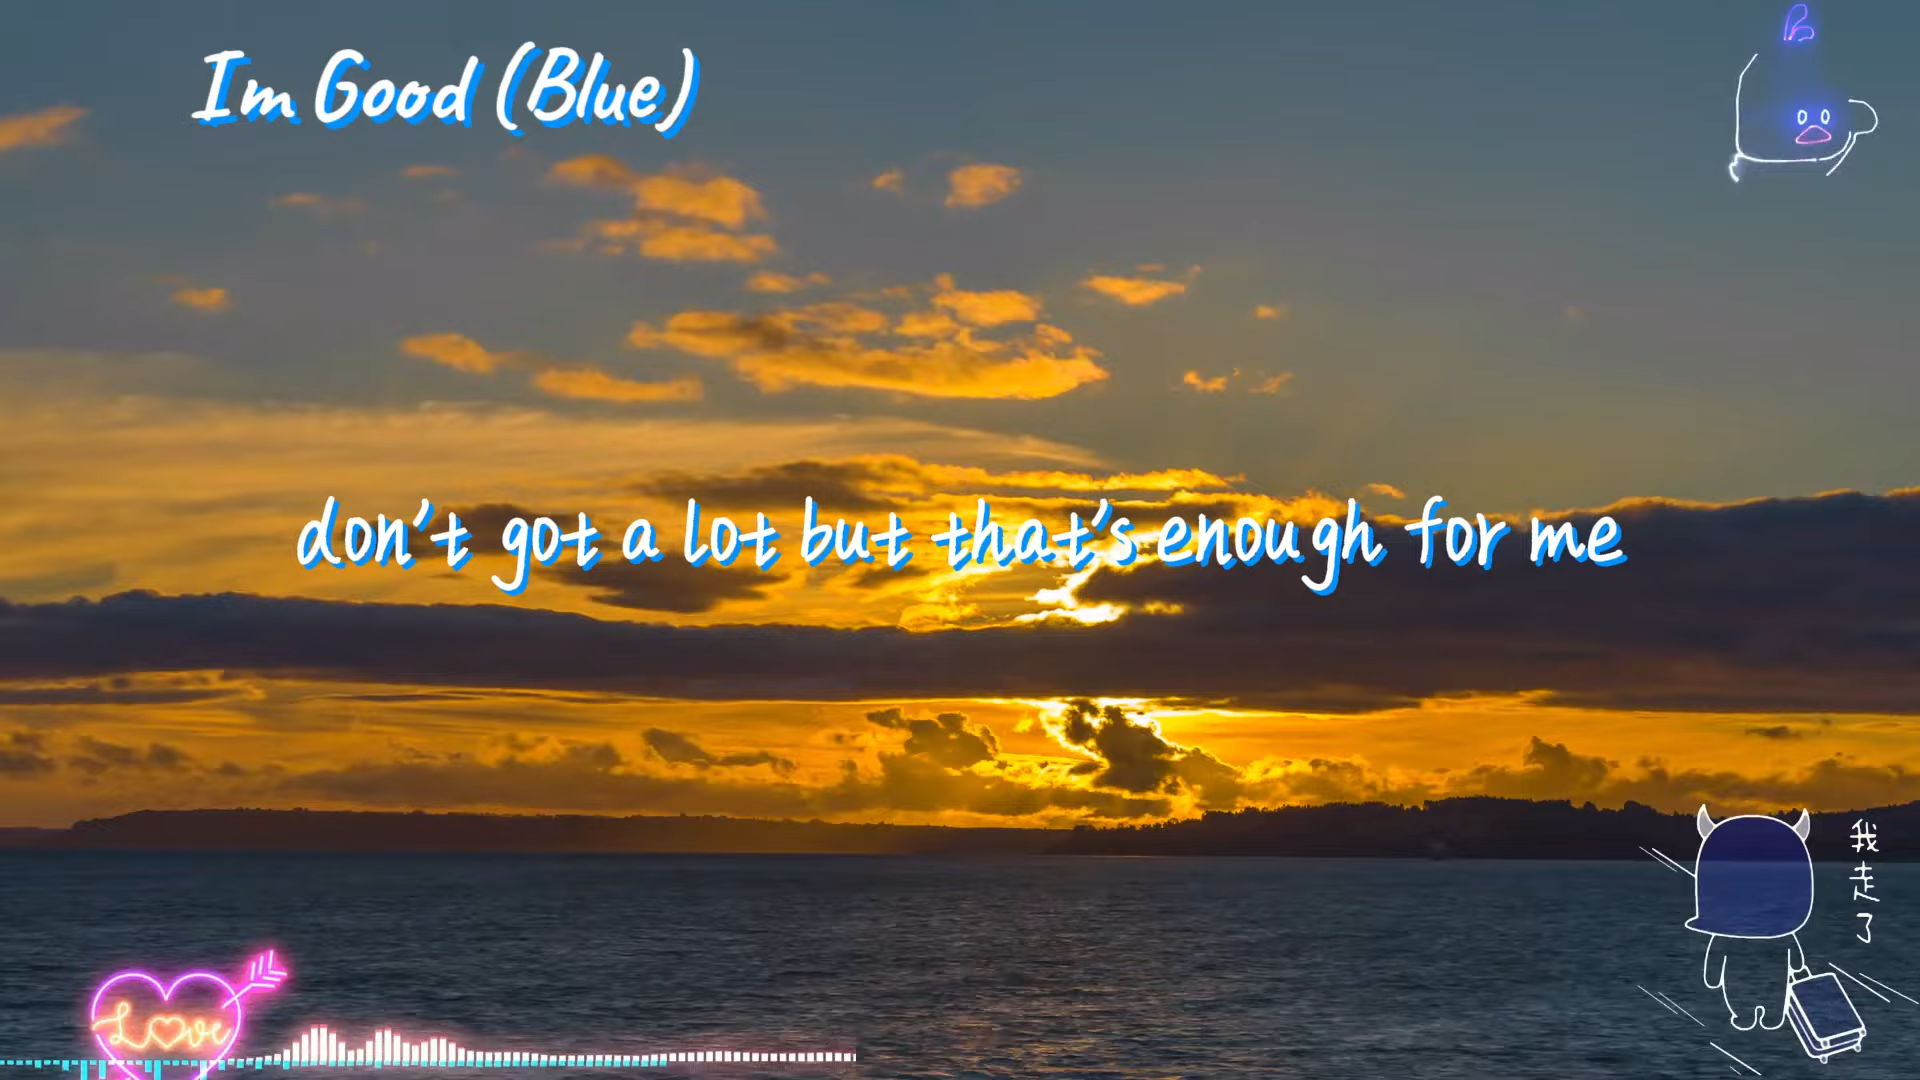 Im Good (Blue)
don't got a lot but that's enough for me
我走了
Love